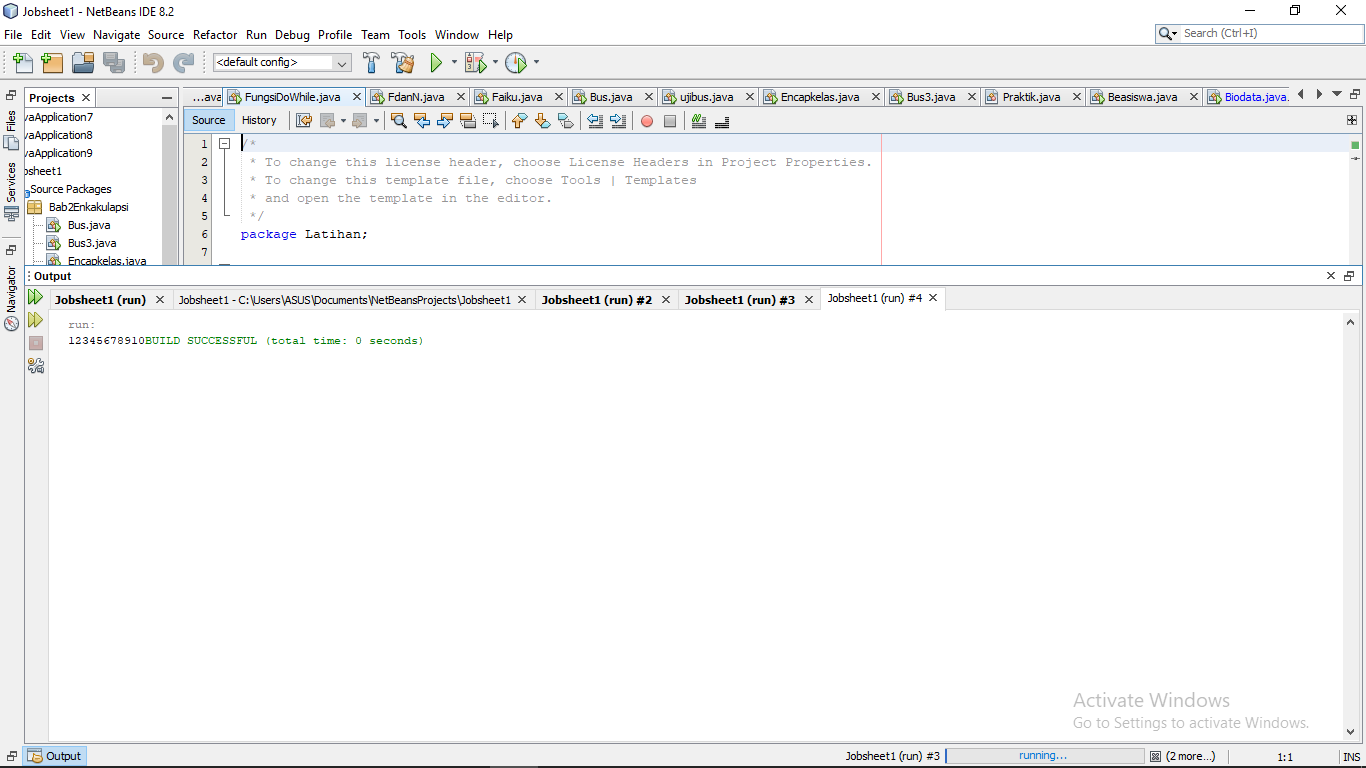 Jobsheet1 - NetBeans IDE 8.2
File Edit View Navigate Source Refactor Run Debug Profile Team Tools Window Help
Search (Ctrl+I)
<default config>
Projects
...ava FungsiDoWhile.java FdanN.java Faiku.java Bus.java ujibus.java Encapkelas.java Bus3.java Praktik.java Beasiswa.java Biodata.java.
Files
Services
Navigator
vaApplication7
vaApplication8
vaApplication9
bsheet1
Source Packages
Bab2Enkakulapsi
Bus.java
Bus3.java
Encapkelas.java
Source History
1 /*
2 * To change this license header, choose License Headers in Project Properties.
3 * To change this template file, choose Tools | Templates
4 * and open the template in the editor.
5 */
6 package Latihan;
7
Output
Jobsheet1 (run) Jobsheet1 - C:\Users\ASUS\Documents\NetBeansProjects\Jobsheet1 Jobsheet1 (run) #2 Jobsheet1 (run) #3 Jobsheet1 (run) #4
run:
12345678910BUILD SUCCESSFUL (total time: 0 seconds)
Activate Windows
Go to Settings to activate Windows.
Output
Jobsheet1 (run) #3 running... (2 more...) 1:1 INS